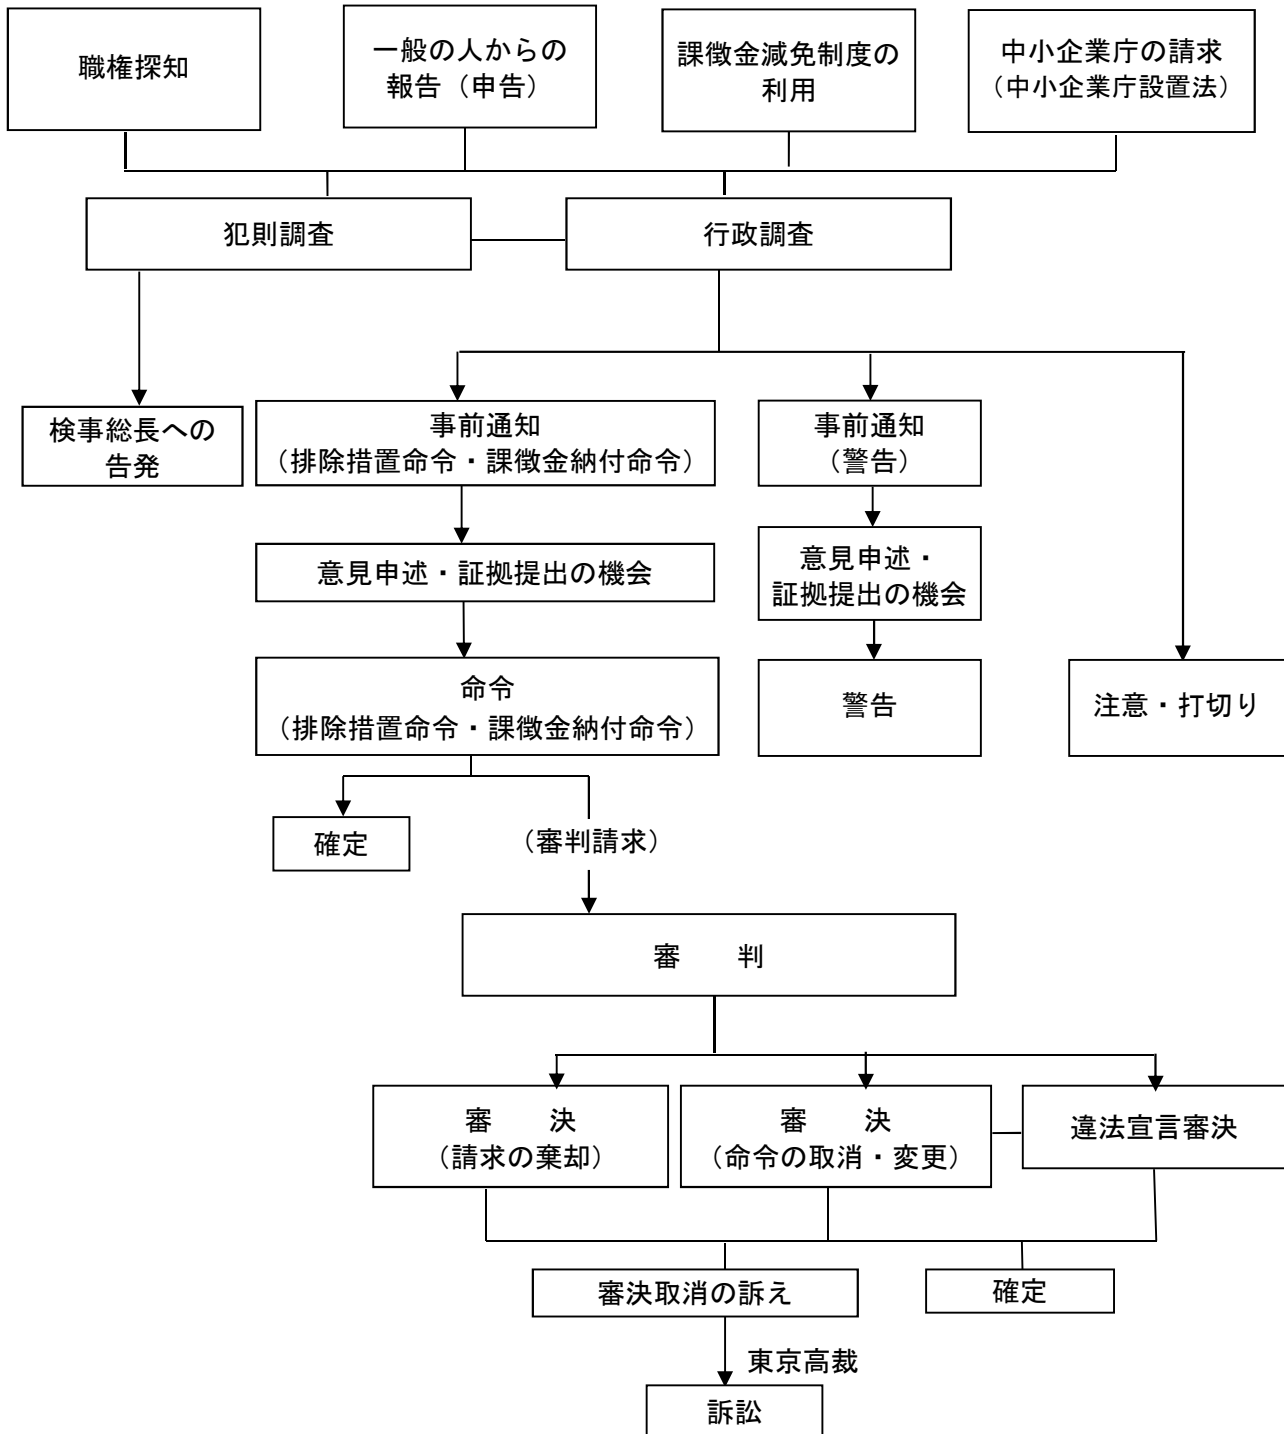 職権探知
一般の人からの
報告（申告）
課徴金減免制度の
利用
中小企業庁の請求
（中小企業庁設置法）
犯則調査
行政調査
検事総長への
告発
事前通知
（排除措置命令・課徴金納付命令）
事前通知
（警告）
意見申述・証拠提出の機会
意見申述・
証拠提出の機会
命令
（排除措置命令・課徴金納付命令）
警告
注意・打切り
確定
（審判請求）
審　　判
審　　決
（請求の棄却）
審　　決
（命令の取消・変更）
違法宣言審決
審決取消の訴え
確定
東京高裁
訴訟